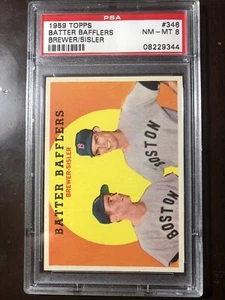 PSA
1959 TOPPS #346
BATTER BAFFLERS NM-MT 8
BREWER/SISLER 08229344
BATTER BAFFLERS
BREWER-SISLER
BOSTON
BOSTON
B